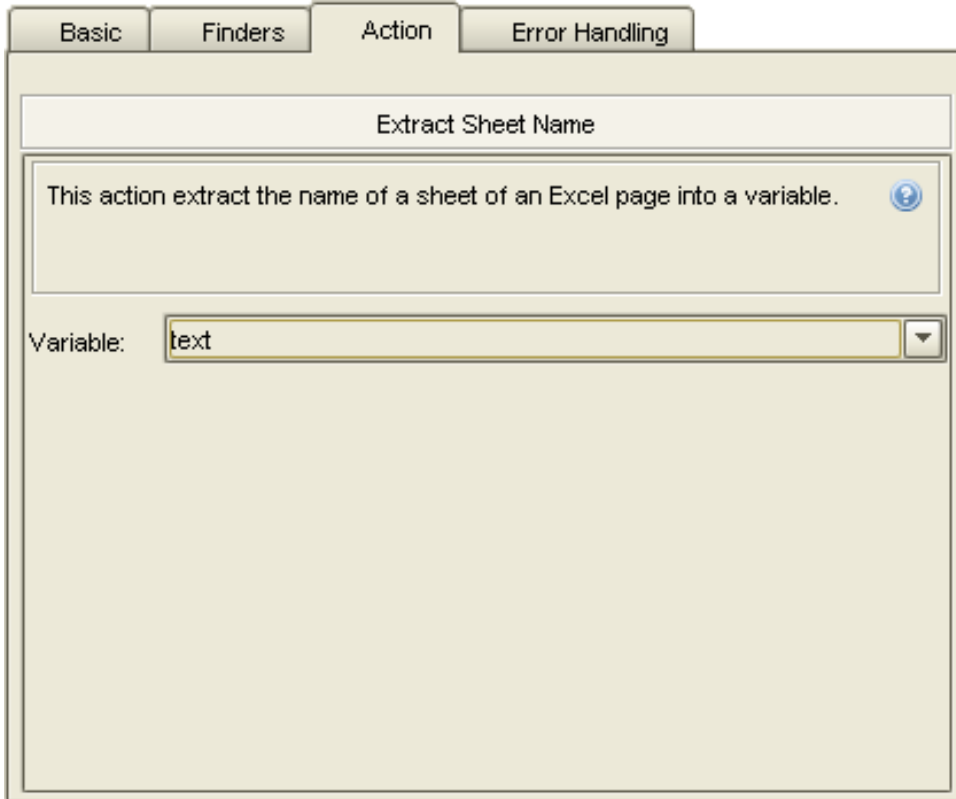 Basic Finders Action Error Handling
Extract Sheet Name
This action extract the name of a sheet of an Excel page into a variable.
Variable: text